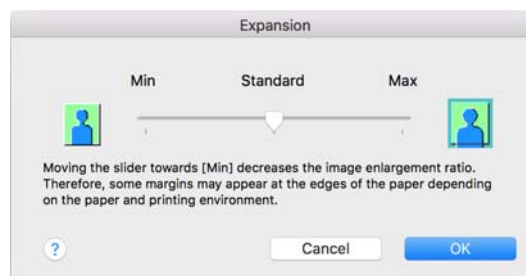 Expansion
Min Standard Max
Moving the slider towards [Min] decreases the image enlargement ratio.
Therefore, some margins may appear at the edges of the paper depending
on the paper and printing environment.
? Cancel OK